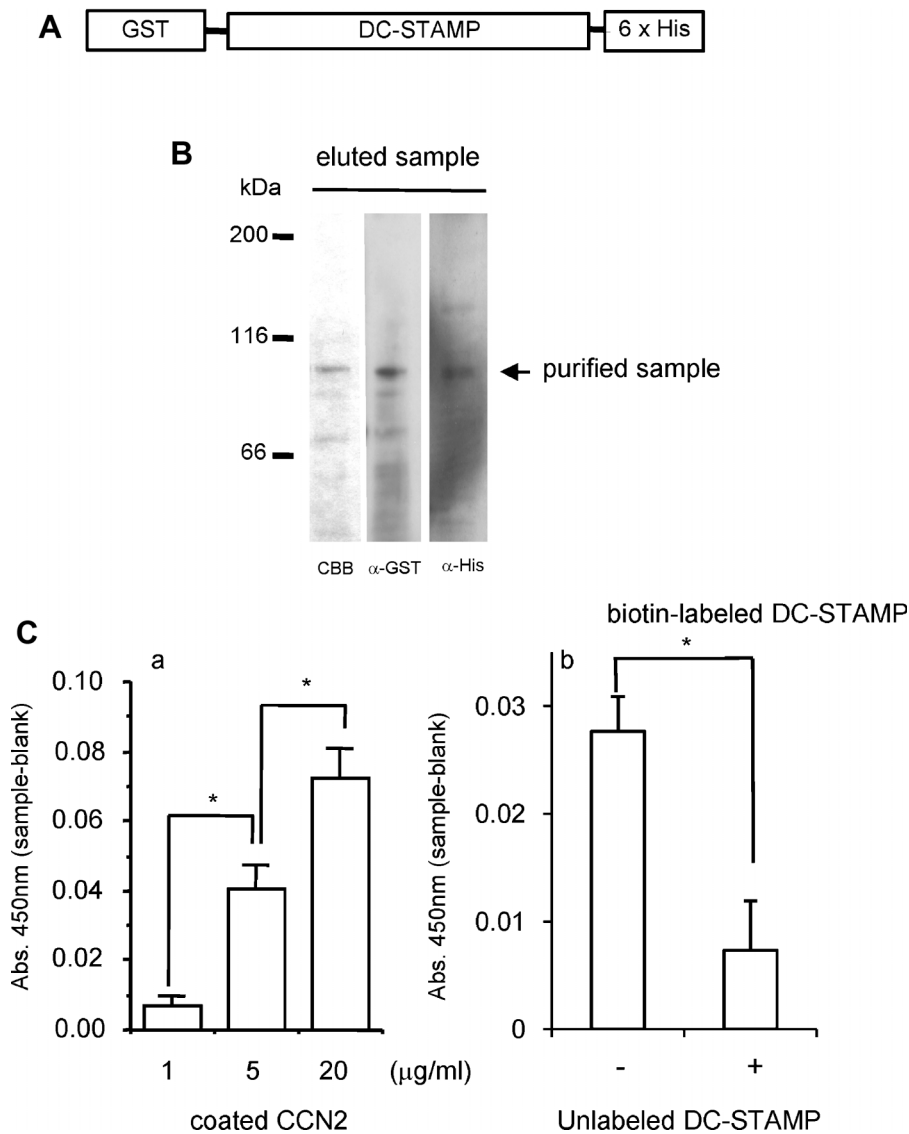 A
GST
DC-STAMP
6 x His
B
eluted sample
kDa
200
116
66
purified sample
CBB
α-GST
α-His
C
a
Abs. 450nm (sample-blank)
0.10
0.08
0.06
0.04
0.02
0.00
*
*
1
5
20
(μg/ml)
coated CCN2
biotin-labeled DC-STAMP
b
Abs. 450nm (sample-blank)
0.03
0.02
0.01
0
*
-
+
Unlabeled DC-STAMP